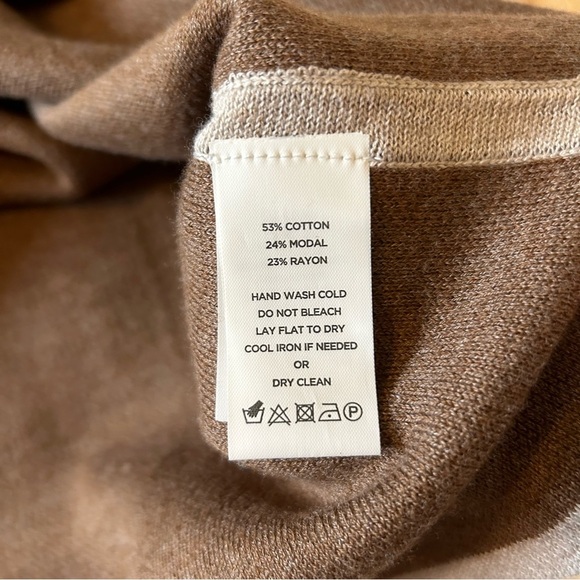 53% COTTON
24% MODAL
23% RAYON
HAND WASH COLD
DO NOT BLEACH
LAY FLAT TO DRY
COOL IRON IF NEEDED
OR
DRY CLEAN
P